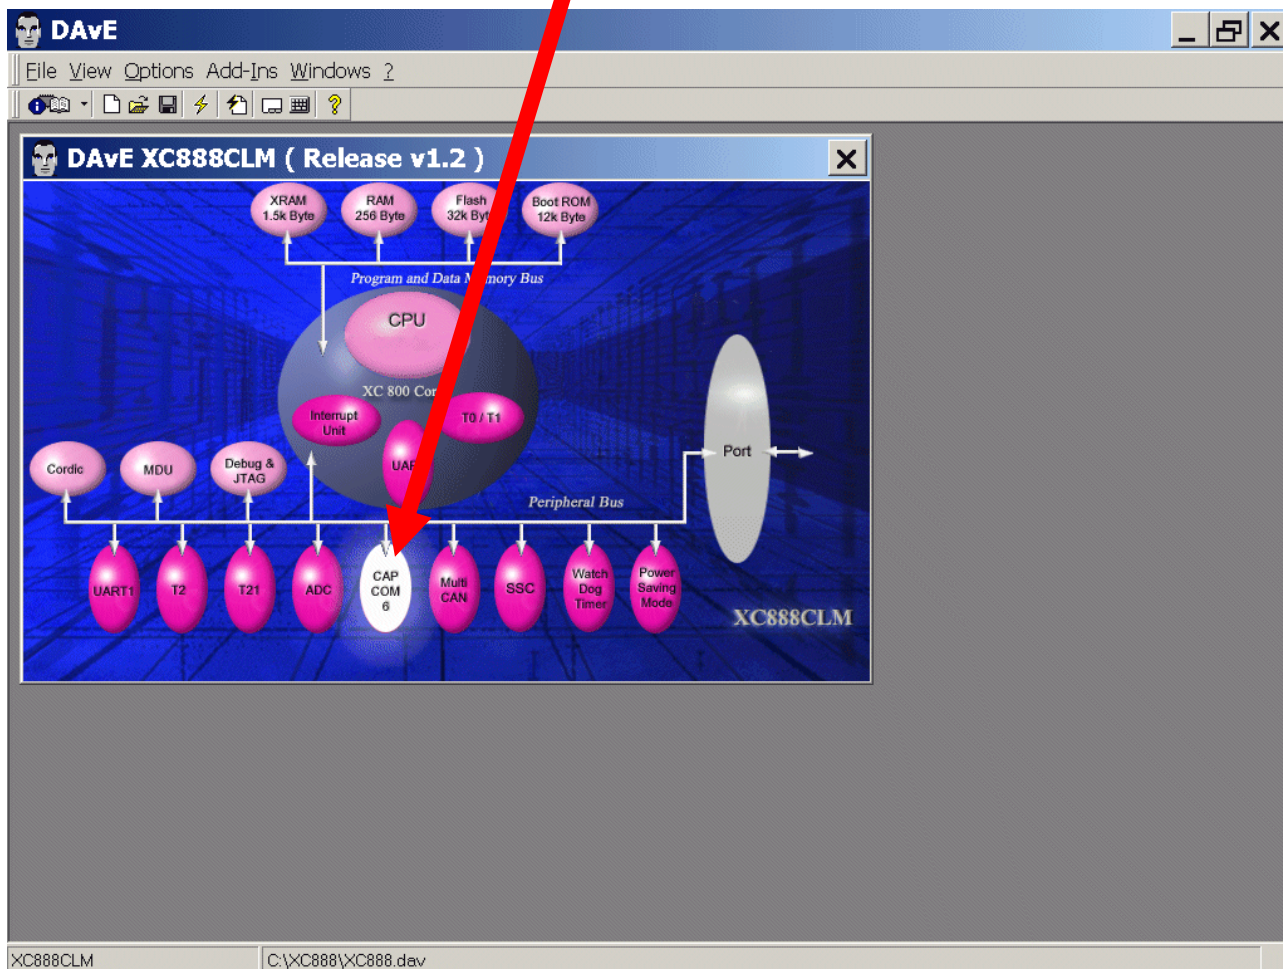 DAvE
File View Options Add-Ins Windows ?
DAvE XC888CLM ( Release v1.2 )
XRAM
1.5k Byte
RAM
256 Byte
Flash
32k Byt
Boot ROM
12k Byte
Program and Data M mory Bus
CPU
XC 800 Cor
Interrupt
Unit
T0 / T1
UAR
Cordic
MDU
Debug &
JTAG
Port
Peripheral Bus
UART1
T2
T21
ADC
CAP
COM
6
Multi
CAN
SSC
Watch
Dog
Timer
Power
Saving
Mode
XC888CLM
XC888CLM
C:\XC888\XC888.dav